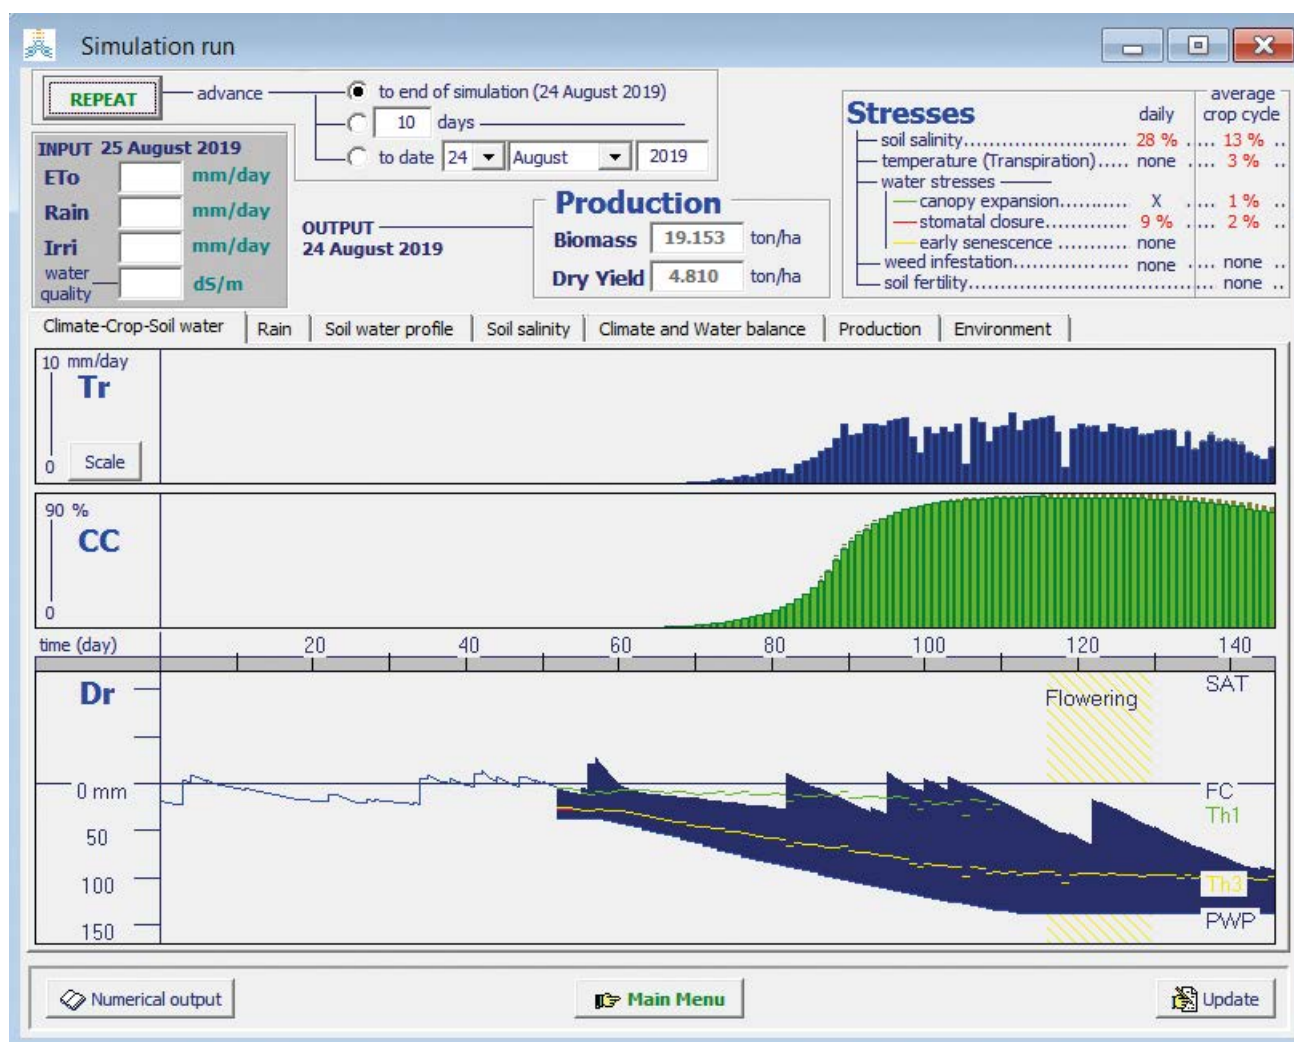 Simulation run
REPEAT
advance
to end of simulation (24 August 2019)
10 days
to date 24 August 2019
INPUT 25 August 2019
ETo mm/day
Rain mm/day
Irri mm/day
water
quality dS/m
OUTPUT
24 August 2019
Production
Biomass 19.153 ton/ha
Dry Yield 4.810 ton/ha
average
Stresses daily crop cycle
soil salinity............................ 28 % .... 13 % ..
temperature (Transpiration)..... none .... 3 % ..
water stresses
canopy expansion........... X .... 1 % ..
stomatal closure............. 9 % .... 2 % ..
early senescence ........... none
weed infestation.................. none .... none ..
soil fertility........................................ none ..
Climate-Crop-Soil water Rain Soil water profile Soil salinity Climate and Water balance Production Environment
10 mm/day
Tr
0 Scale
90 %
CC
0
time (day) 20 40 60 80 100 120 140
Dr
Flowering
SAT
0 mm
FC
Th1
50
100
Th3
PWP
150
Numerical output
Main Menu
Update